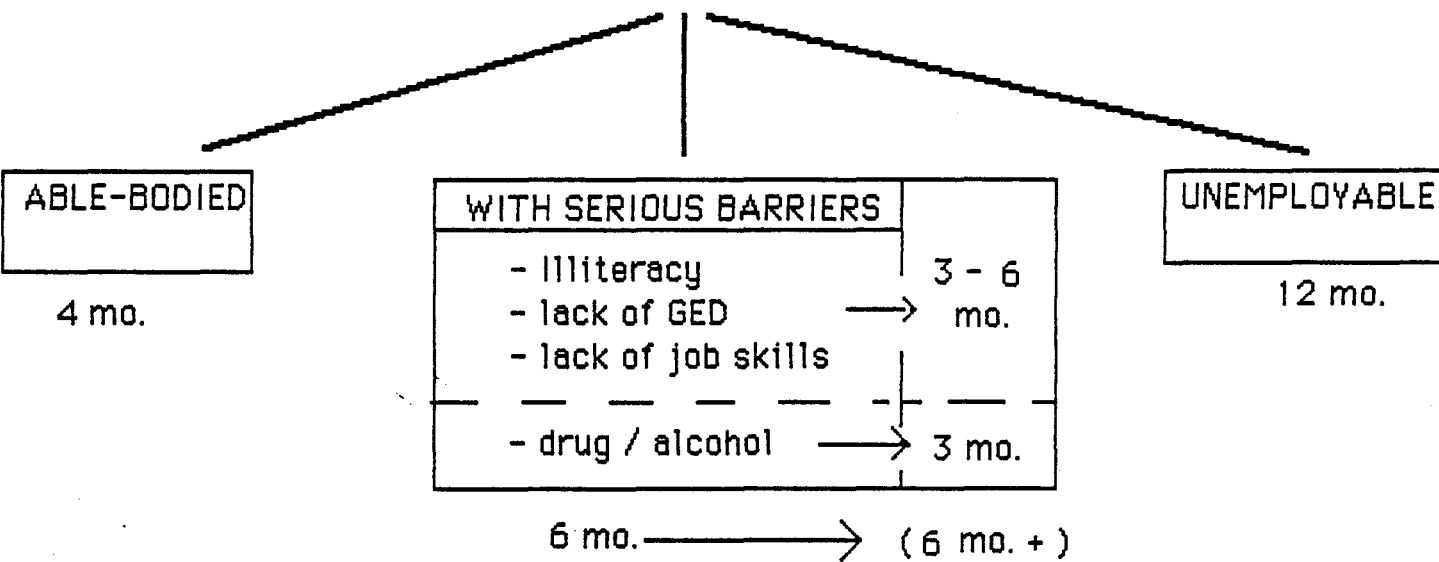 ABLE-BODIED
4 mo.
WITH SERIOUS BARRIERS
- Illiteracy
- lack of GED
- lack of job skills
3 - 6
mo.
- drug / alcohol
3 mo.
6 mo.
( 6 mo. + )
UNEMPLOYABLE
12 mo.